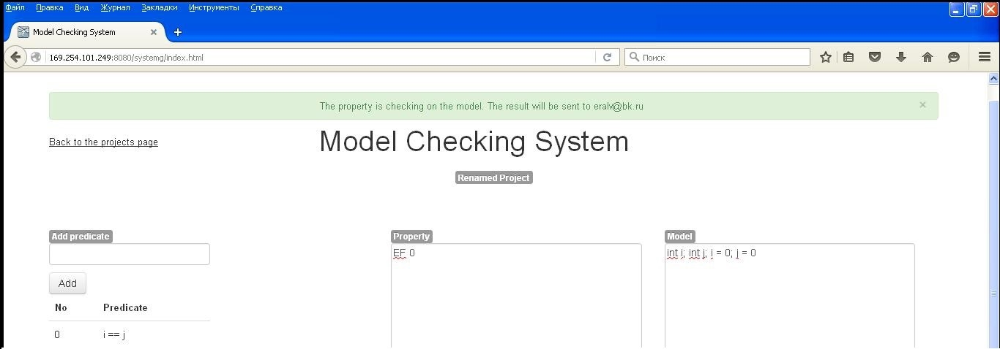 Файл Правка Вид Журнал Закладки Инструменты Справка
Model Checking System
169.254.101.249:8080/systemg/index.html Поиск
The property is checking on the model. The result will be sent to eralv@bk.ru ×
Back to the projects page
Model Checking System
Renamed Project
Add predicate Property Model
EF 0 int i; int j; i = 0; j = 0
Add
No Predicate
0 i == j